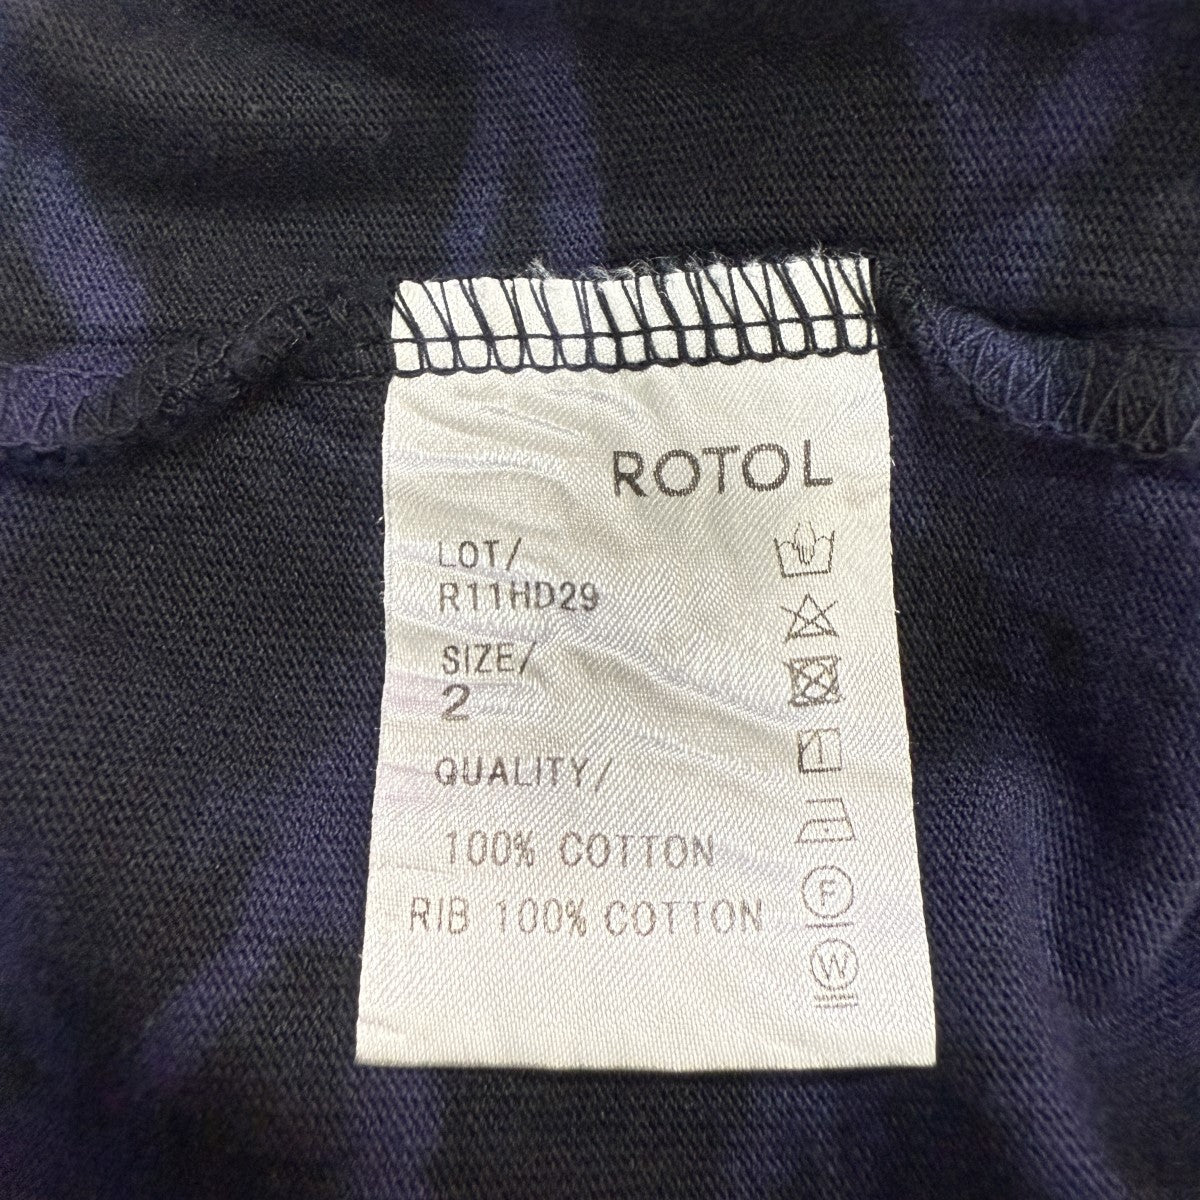 ROTOL
LOT/
R11HD29
SIZE/
2
QUALITY/
100% COTTON
RIB 100% COTTON
F
W